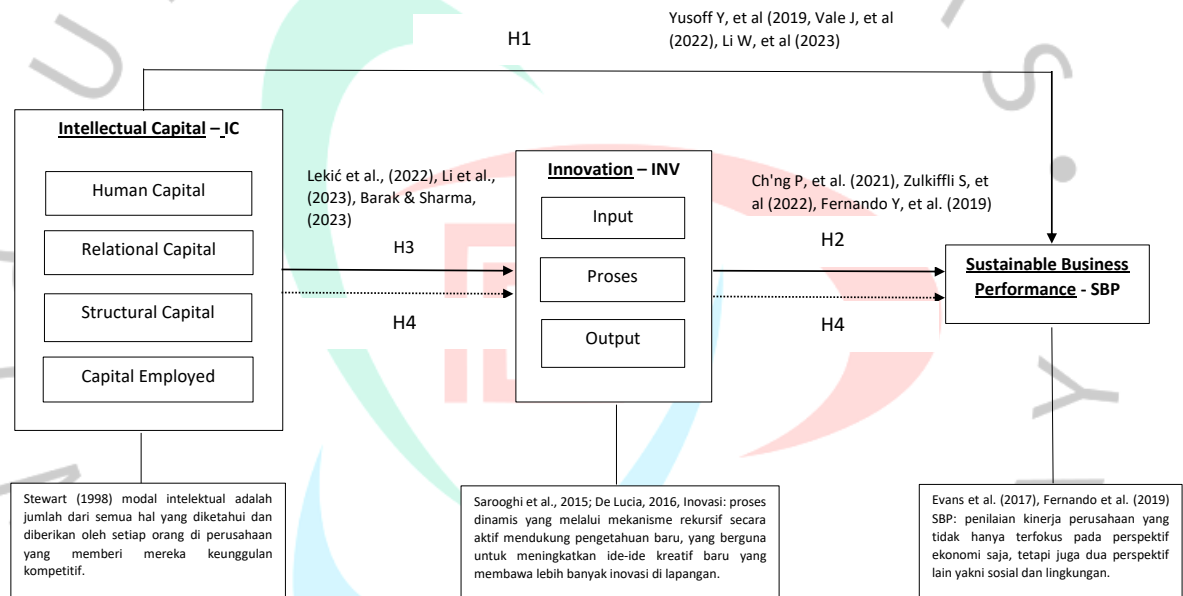 H1
Yusoff Y, et al (2019, Vale J, et al
(2022), Li W, et al (2023)
Intellectual Capital – IC
Human Capital
Relational Capital
Structural Capital
Capital Employed
Lekić et al., (2022), Li et al.,
(2023), Barak & Sharma,
(2023)
H3
H4
Innovation – INV
Input
Proses
Output
Ch'ng P, et al. (2021), Zulkiffli S, et
al (2022), Fernando Y, et al. (2019)
H2
H4
Sustainable Business
Performance - SBP
Stewart (1998) modal intelektual adalah
jumlah dari semua hal yang diketahui dan
diberikan oleh setiap orang di perusahaan
yang memberi mereka keunggulan
kompetitif.
Sarooghi et al., 2015; De Lucia, 2016, Inovasi: proses
dinamis yang melalui mekanisme rekursif secara
aktif mendukung pengetahuan baru, yang berguna
untuk meningkatkan ide-ide kreatif baru yang
membawa lebih banyak inovasi di lapangan.
Evans et al. (2017), Fernando et al. (2019)
SBP: penilaian kinerja perusahaan yang
tidak hanya terfokus pada perspektif
ekonomi saja, tetapi juga dua perspektif
lain yakni sosial dan lingkungan.